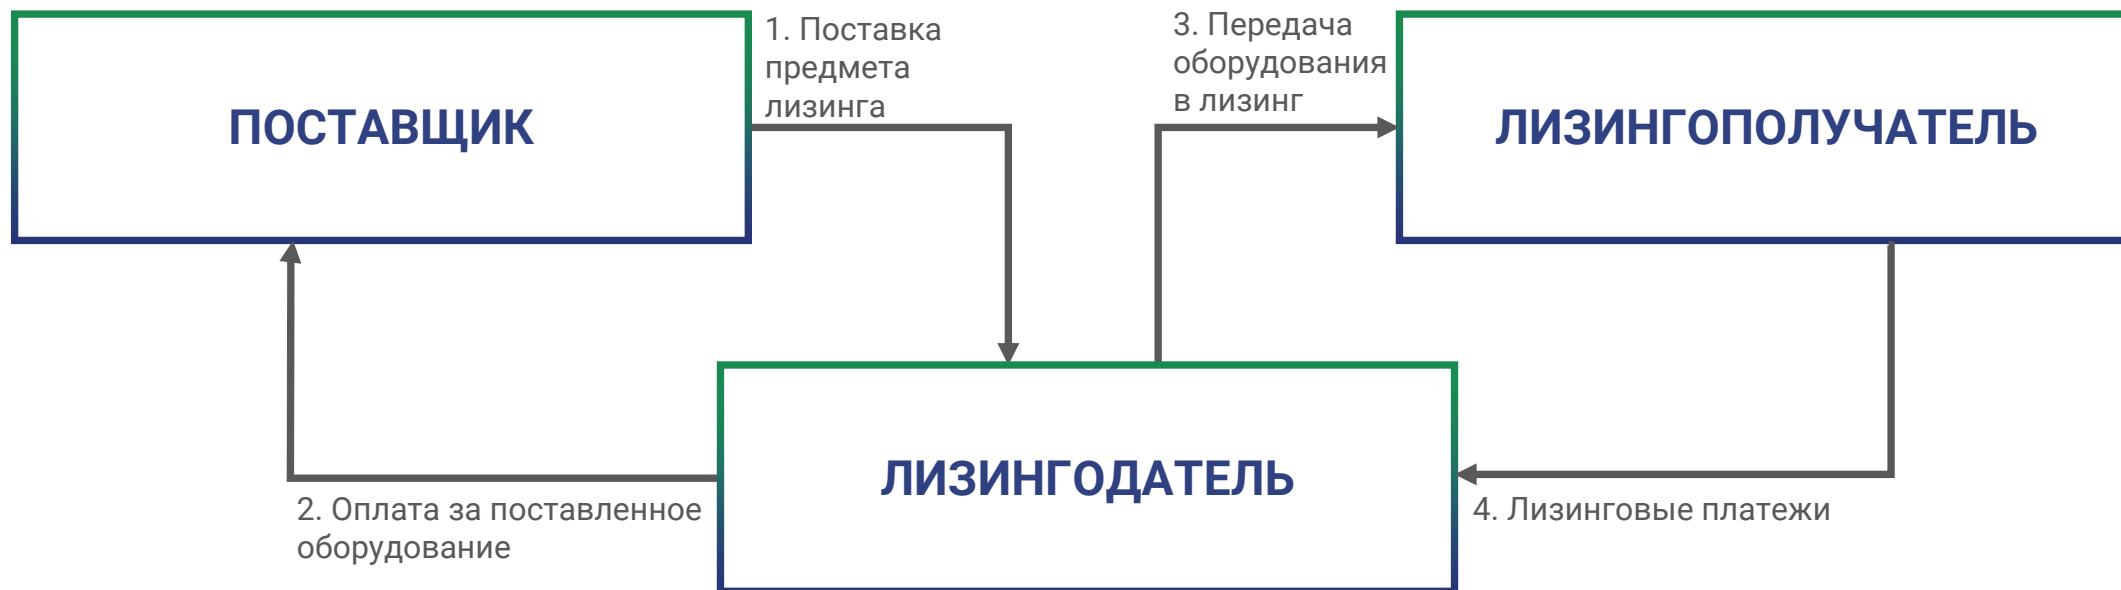 ПОСТАВЩИК
1. Поставка
предмета
лизинга
3. Передача
оборудования
в лизинг
ЛИЗИНГОПОЛУЧАТЕЛЬ
2. Оплата за поставленное
оборудование
ЛИЗИНГОДАТЕЛЬ
4. Лизинговые платежи